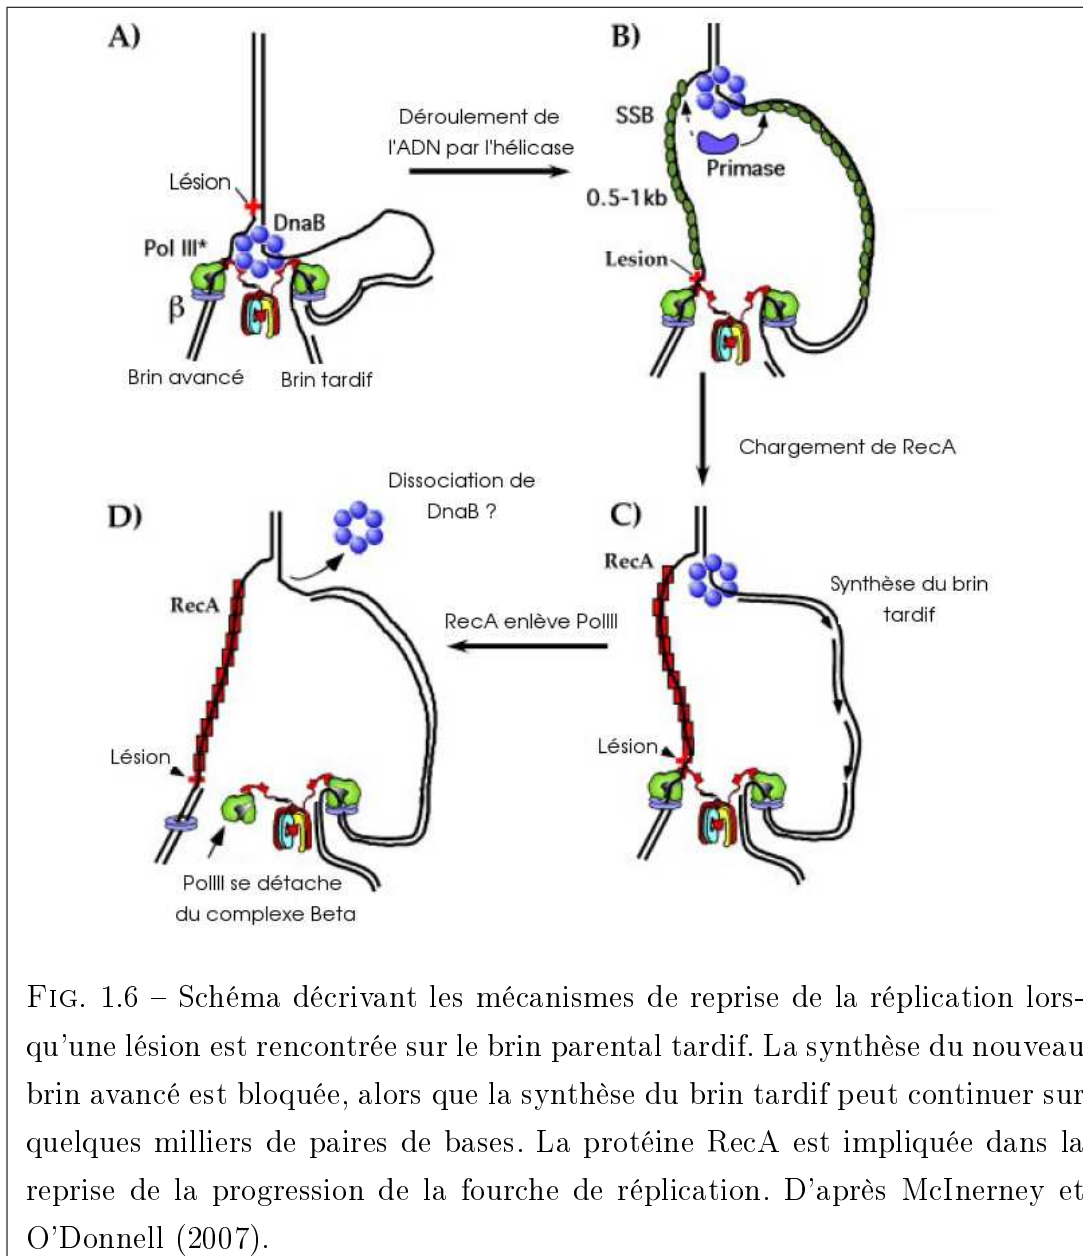 A)
Lésion
DnaB
Pol III*
β
Brin avancé
Brin tardif
Déroulement de
l'ADN par l'hélicase
B)
SSB
Primase
0.5-1kb
Lesion
Chargement de RecA
C)
RecA
Synthèse du brin
tardif
Lésion
RecA enlève PolIII
D)
Dissociation de
DnaB ?
RecA
Lésion
PolIII se détache
du complexe Beta
FIG. 1.6 – Schéma décrivant les mécanismes de reprise de la réplication lors-
qu'une lésion est rencontrée sur le brin parental tardif. La synthèse du nouveau
brin avancé est bloquée, alors que la synthèse du brin tardif peut continuer sur
quelques milliers de paires de bases. La protéine RecA est impliquée dans la
reprise de la progression de la fourche de réplication. D'après McInerney et
O'Donnell (2007).